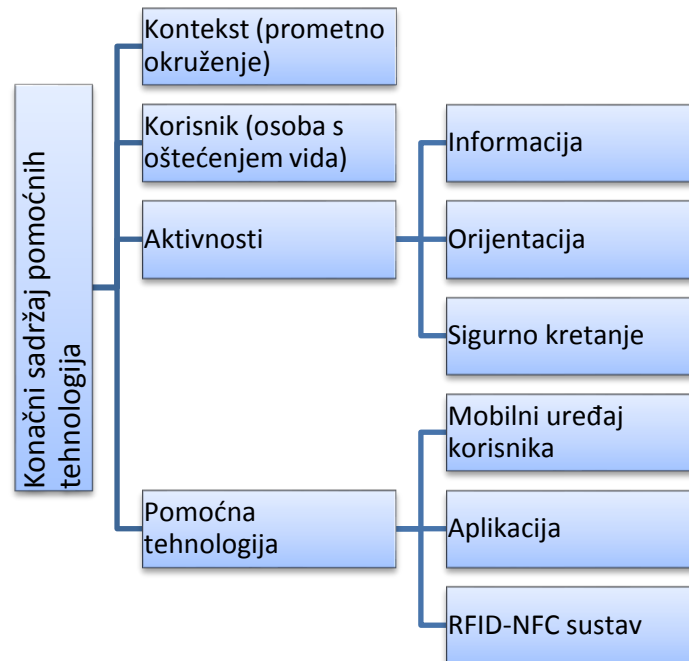 Konačni sadržaj pomoćnih
tehnologija
Kontekst (prometno
okruženje)
Korisnik (osoba s
oštećenjem vida)
Aktivnosti
Informacija
Orijentacija
Sigurno kretanje
Pomoćna
tehnologija
Mobilni uređaj
korisnika
Aplikacija
RFID-NFC sustav